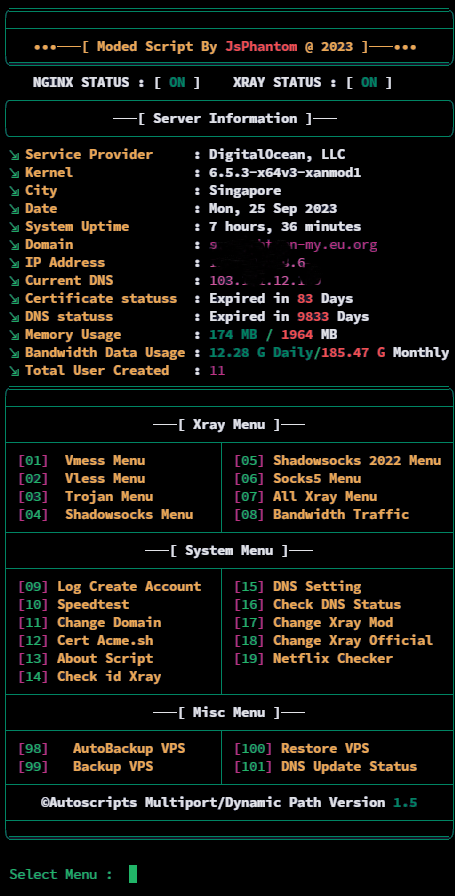 •••───[ Moded Script By JsPhantom @ 2023 ]───•••
NGINX STATUS : [ ON ]    XRAY STATUS : [ ON ]
───[ Server Information ]───
⇲ Service Provider     : DigitalOcean, LLC
⇲ Kernel               : 6.5.3-x64v3-xanmod1
⇲ City                 : Singapore
⇲ Date                 : Mon, 25 Sep 2023
⇲ System Uptime        : 7 hours, 36 minutes
⇲ Domain               : -my.eu.org
⇲ IP Address           :
⇲ Current DNS          : 103.
⇲ Certificate statuss  : Expired in 83 Days
⇲ DNS statuss          : Expired in 9833 Days
⇲ Memory Usage         : 174 MB / 1964 MB
⇲ Bandwidth Data Usage : 12.28 G Daily/185.47 G Monthly
⇲ Total User Created   : 11
───[ Xray Menu ]───
[01]  Vmess Menu
[02]  Vless Menu
[03]  Trojan Menu
[04]  Shadowsocks Menu
[05] Shadowsocks 2022 Menu
[06] Socks5 Menu
[07] All Xray Menu
[08] Bandwidth Traffic
───[ System Menu ]───
[09] Log Create Account
[10] Speedtest
[11] Change Domain
[12] Cert Acme.sh
[13] About Script
[14] Check id Xray
[15] DNS Setting
[16] Check DNS Status
[17] Change Xray Mod
[18] Change Xray Official
[19] Netflix Checker
───[ Misc Menu ]───
[98]   AutoBackup VPS
[99]   Backup VPS
[100] Restore VPS
[101] DNS Update Status
©Autoscripts Multiport/Dynamic Path Version 1.5
Select Menu :